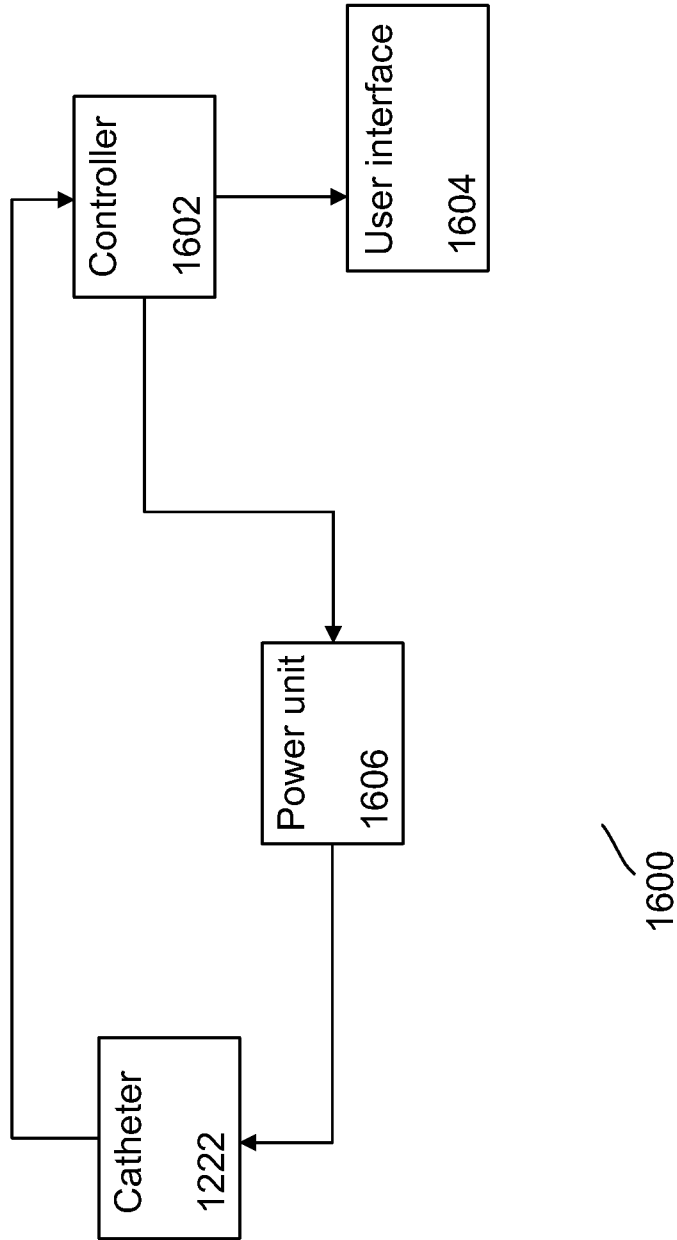 Catheter
1222
Power unit
1606
Controller
1602
User interface
1604
1600